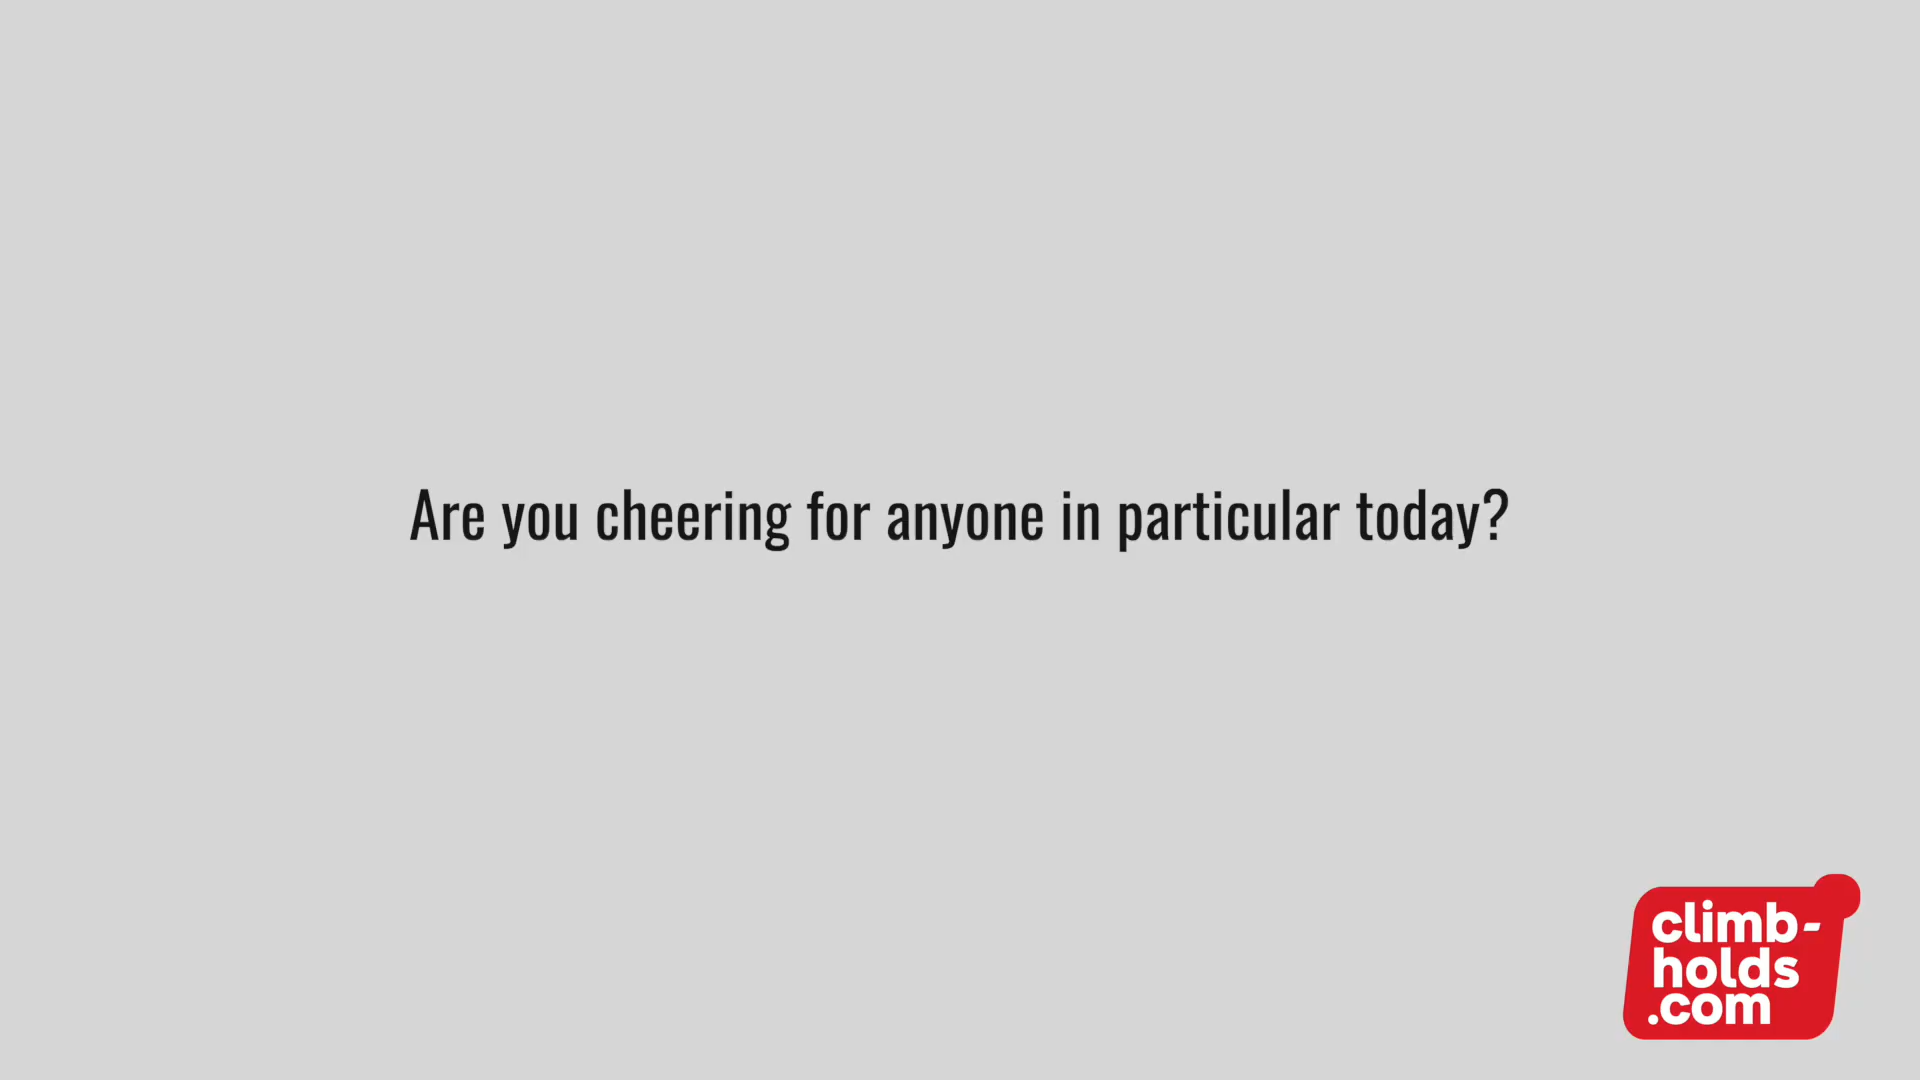 Are you cheering for anyone in particular today?
climb-
holds
.com